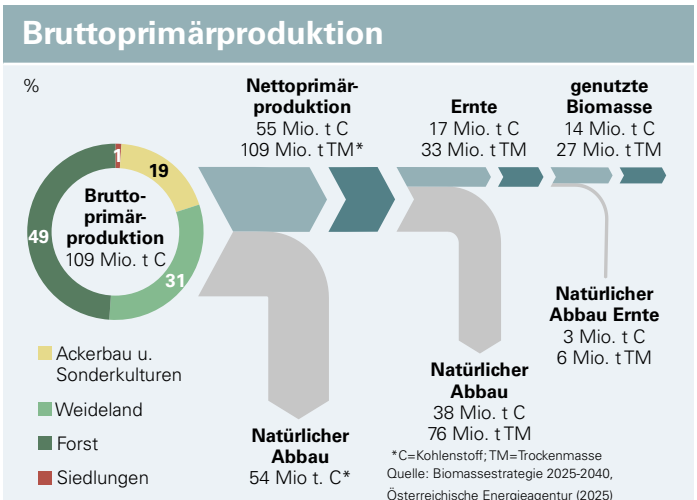 Bruttoprimärproduktion
%
Nettoprimär-
produktion
55 Mio. t C
109 Mio. t TM*
Ernte
17 Mio. t C
33 Mio. t TM
genutzte
Biomasse
14 Mio. t C
27 Mio. t TM
1
19
Brutto-
primär-
produktion
109 Mio. t C
49
31
Ackerbau u.
Sonderkulturen
Weideland
Forst
Siedlungen
Natürlicher
Abbau
54 Mio t. C*
Natürlicher
Abbau
38 Mio. t C
76 Mio. t TM
Natürlicher
Abbau Ernte
3 Mio. t C
6 Mio. t TM
*C=Kohlenstoff; TM=Trockenmasse
Quelle: Biomassestrategie 2025-2040,
Österreichische Energieagentur (2025)